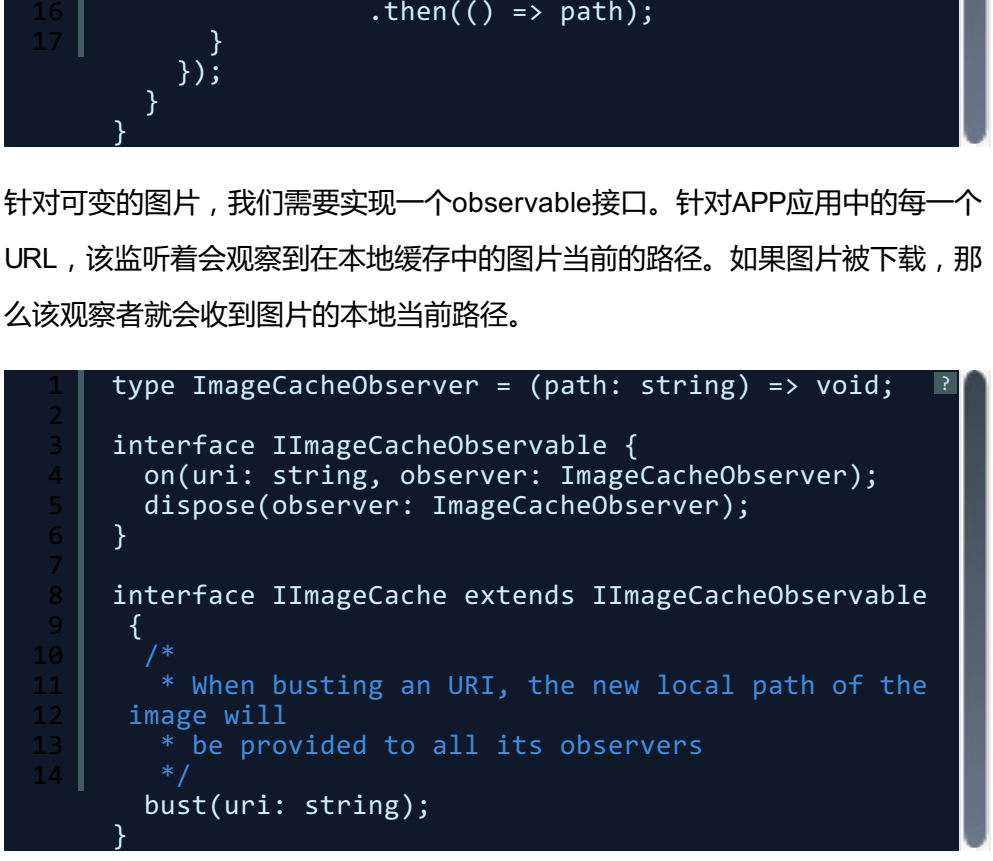 16 .then(() => path);
17 }
});
}
}
针对可变的图片，我们需要实现一个observable接口。针对APP应用中的每一个
URL，该监听着会观察到在本地缓存中的图片当前的路径。如果图片被下载，那
么该观察者就会收到图片的本地当前路径。
1 type ImageCacheObserver = (path: string) => void; ?
2
3 interface IImageCacheObservable {
4 on(uri: string, observer: ImageCacheObserver);
5 dispose(observer: ImageCacheObserver);
6 }
7
8 interface IImageCache extends IImageCacheObservable
9 {
10 /*
11 * When busting an URI, the new local path of the
12 image will
13 * be provided to all its observers
14 */
bust(uri: string);
}